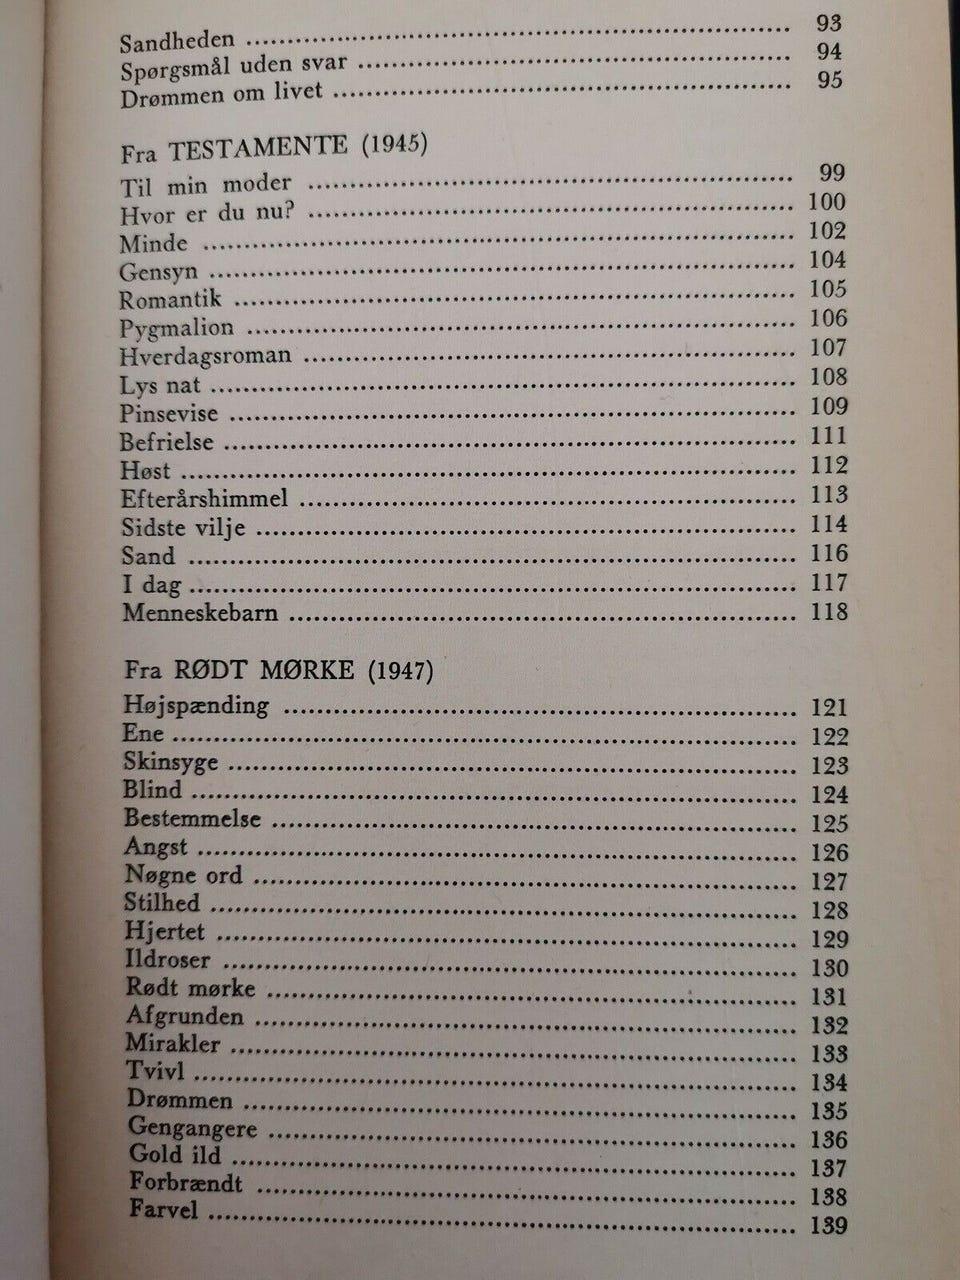 Sandheden ........ 93
Spørgsmål uden svar ........ 94
Drømmen om livet ........ 95
Fra TESTAMENTE (1945)
Til min moder ........ 99
Hvor er du nu? ........ 100
Minde ........ 102
Gensyn ........ 104
Romantik ........ 105
Pygmalion ........ 106
Hverdagsroman ........ 107
Lys nat ........ 108
Pinsevise ........ 109
Befrielse ........ 111
Høst ........ 112
Efterårshimmel ........ 113
Sidste vilje ........ 114
Sand ........ 116
I dag ........ 117
Menneskebarn ........ 118
Fra RØDT MØRKE (1947)
Højspænding ........ 121
Ene ........ 122
Skinsyge ........ 123
Blind ........ 124
Bestemmelse ........ 125
Angst ........ 126
Nøgne ord ........ 127
Stilhed ........ 128
Hjertet ........ 129
Ildroser ........ 130
Rødt mørke ........ 131
Afgrunden ........ 132
Mirakler ........ 133
Tvivl ........ 134
Drømmen ........ 135
Gengangere ........ 136
Gold ild ........ 137
Forbrændt ........ 138
Farvel ........ 139